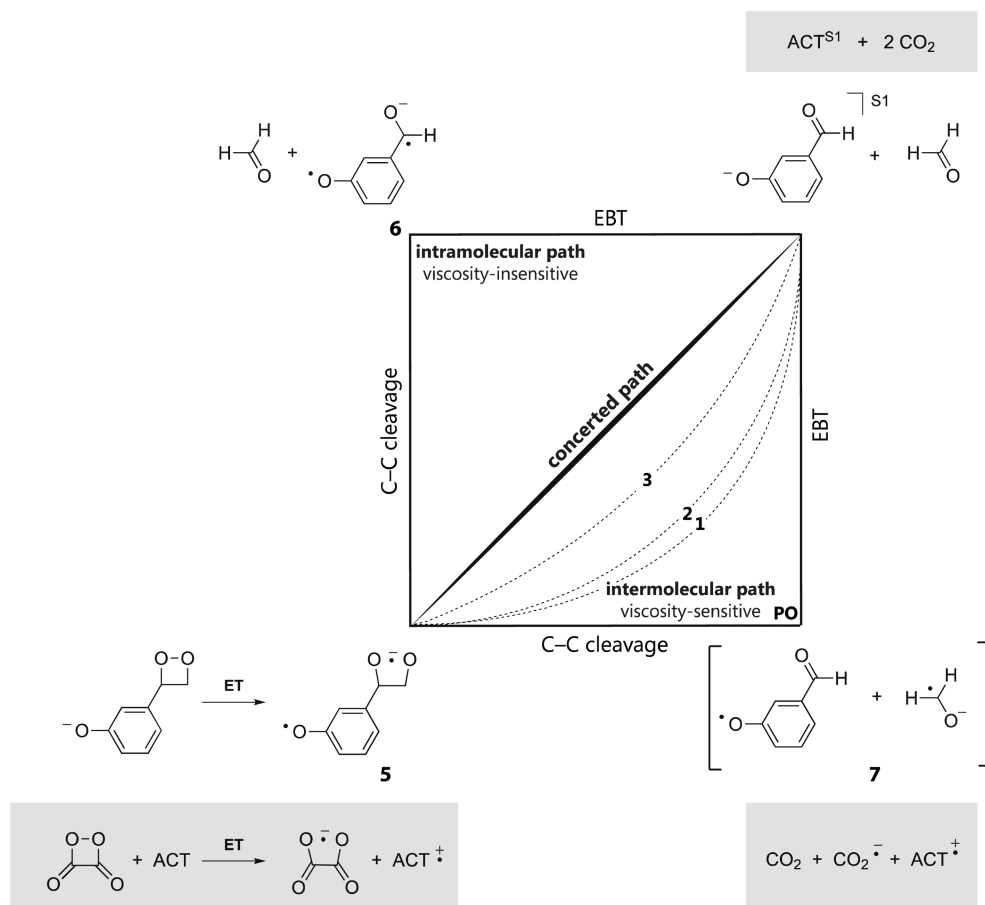 ACT^S1 + 2 CO₂
O
H
S1
⁻O
+
H
H
O
H
H
O
+
O⁻
H
•
•O
6
EBT
intramolecular path
viscosity-insensitive
concerted path
C–C cleavage
EBT
3
2
1
intermolecular path
viscosity-sensitive
PO
C–C cleavage
O–O
⁻O
ET
O •⁻ O
•O
5
O
H
•O
+
H
H
•
O⁻
7
O–O
O O
+ ACT
ET
O •⁻ O
O O
+ ACT•⁺
CO₂ + CO₂•⁻ + ACT•⁺